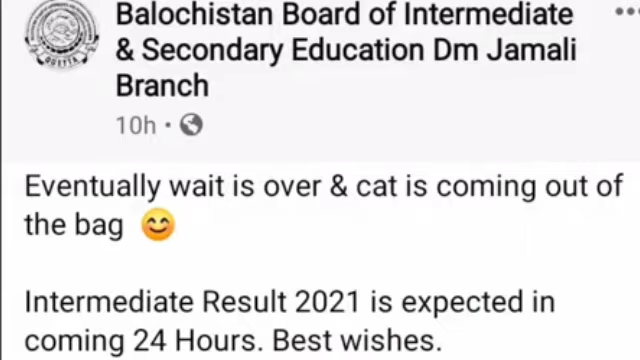 Balochistan Board of Intermediate
& Secondary Education Dm Jamali
Branch
10h ·
QUETTA
Eventually wait is over & cat is coming out of
the bag 😊
Intermediate Result 2021 is expected in
coming 24 Hours. Best wishes.